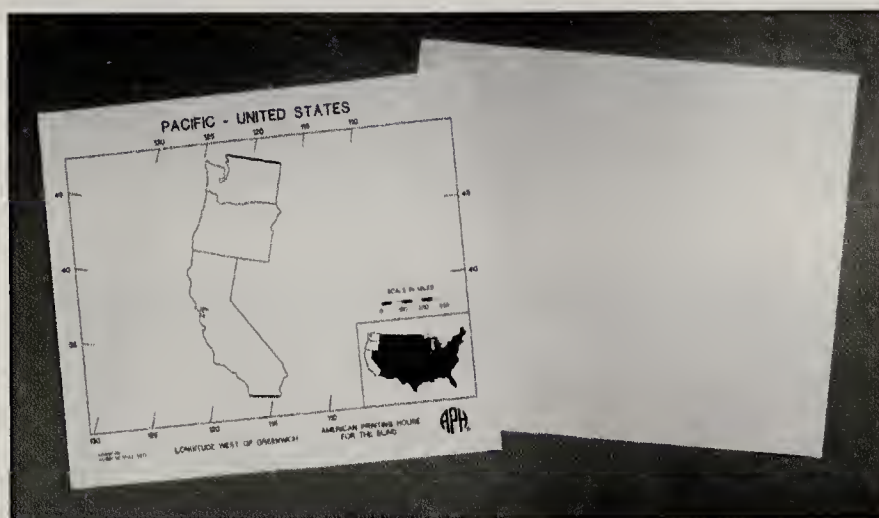 PACIFIC - UNITED STATES
130 125 120 115 110
45 45
40 40
35
SCALE IN MILES
0 100 200 300
130 125 120 115 110
LONGITUDE WEST OF GREENWICH
AMERICAN PRINTING HOUSE
FOR THE BLIND
APH